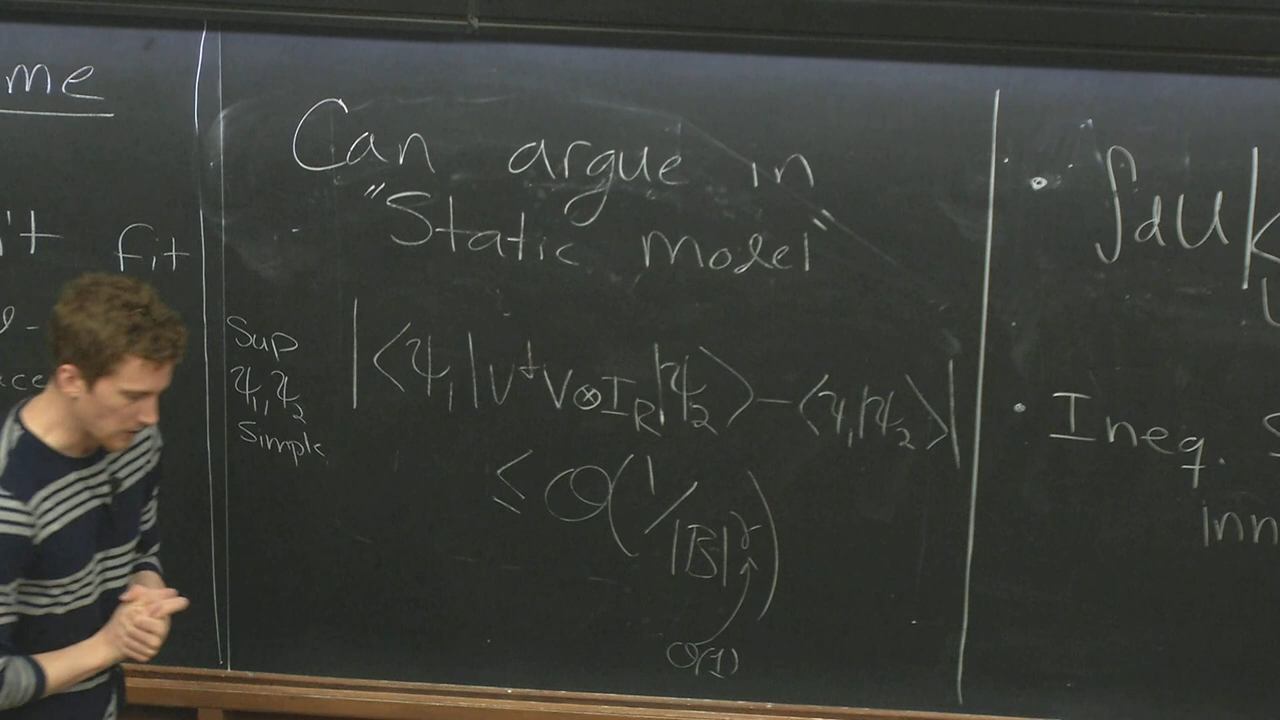 me
't fit
Can argue in
"Static model"
Sup
ψ₁,ψ₂
Simple
|⟨ψ₁|V†V⊗I_R|ψ₂⟩-⟨ψ₁|ψ₂⟩|
≤ O(1/|B|^γ)
O(1)
• ∫dU|⟨
• Ineq. S
inn